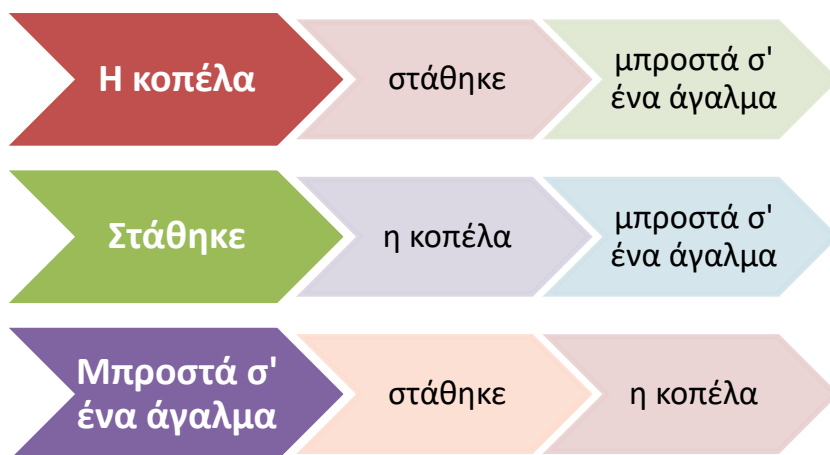 Η κοπέλα
στάθηκε
μπροστά σ'
ένα άγαλμα
Στάθηκε
η κοπέλα
μπροστά σ'
ένα άγαλμα
Μπροστά σ'
ένα άγαλμα
στάθηκε
η κοπέλα